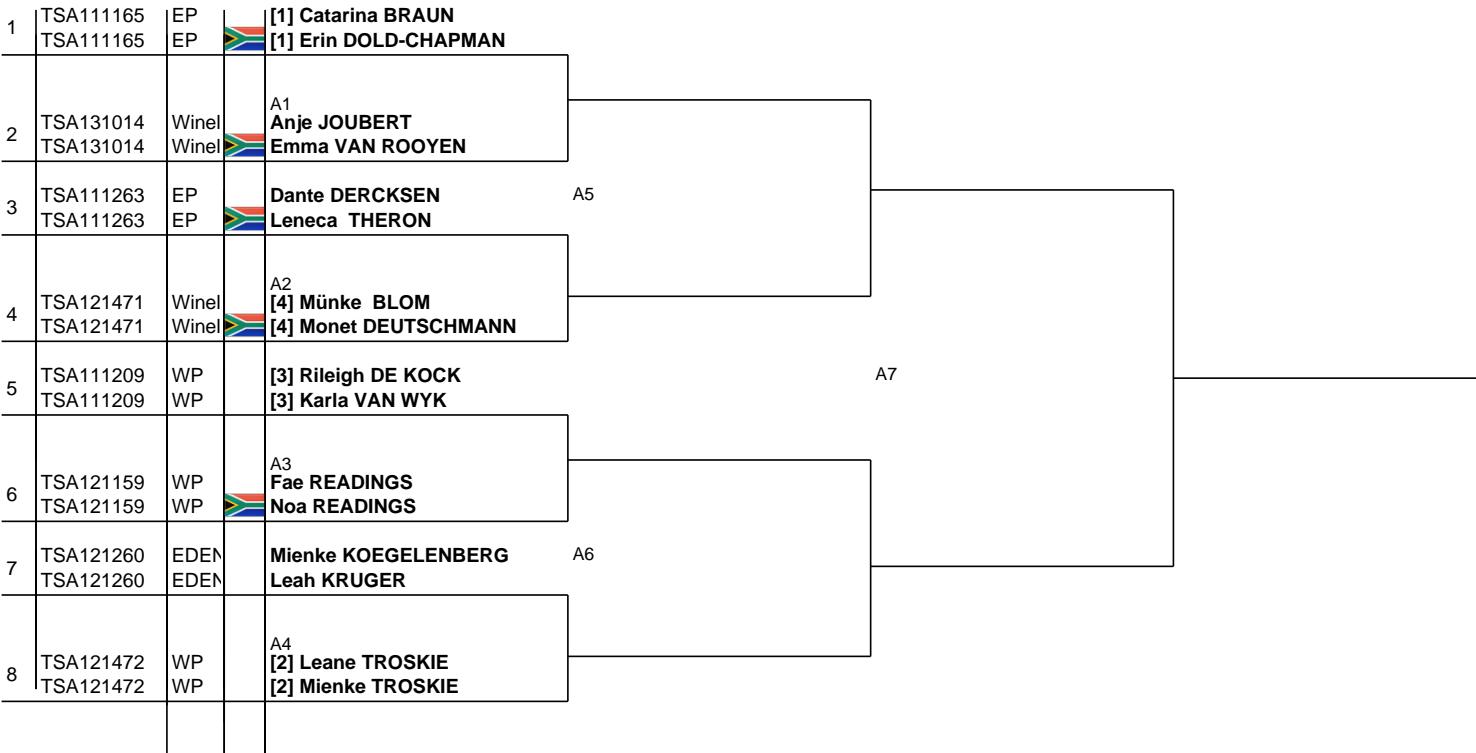 1 TSA111165 EP [1] Catarina BRAUN
TSA111165 EP [1] Erin DOLD-CHAPMAN
A1
2 TSA131014 Winel Anje JOUBERT
TSA131014 Winel Emma VAN ROOYEN
3 TSA111263 EP Dante DERCKSEN A5
TSA111263 EP Leneca THERON
A2
4 TSA121471 Winel [4] Münke BLOM
TSA121471 Winel [4] Monet DEUTSCHMANN
5 TSA111209 WP [3] Rileigh DE KOCK A7
TSA111209 WP [3] Karla VAN WYK
A3
6 TSA121159 WP Fae READINGS
TSA121159 WP Noa READINGS
7 TSA121260 EDEN Mienke KOEGELENBERG A6
TSA121260 EDEN Leah KRUGER
A4
8 TSA121472 WP [2] Leane TROSKIE
TSA121472 WP [2] Mienke TROSKIE